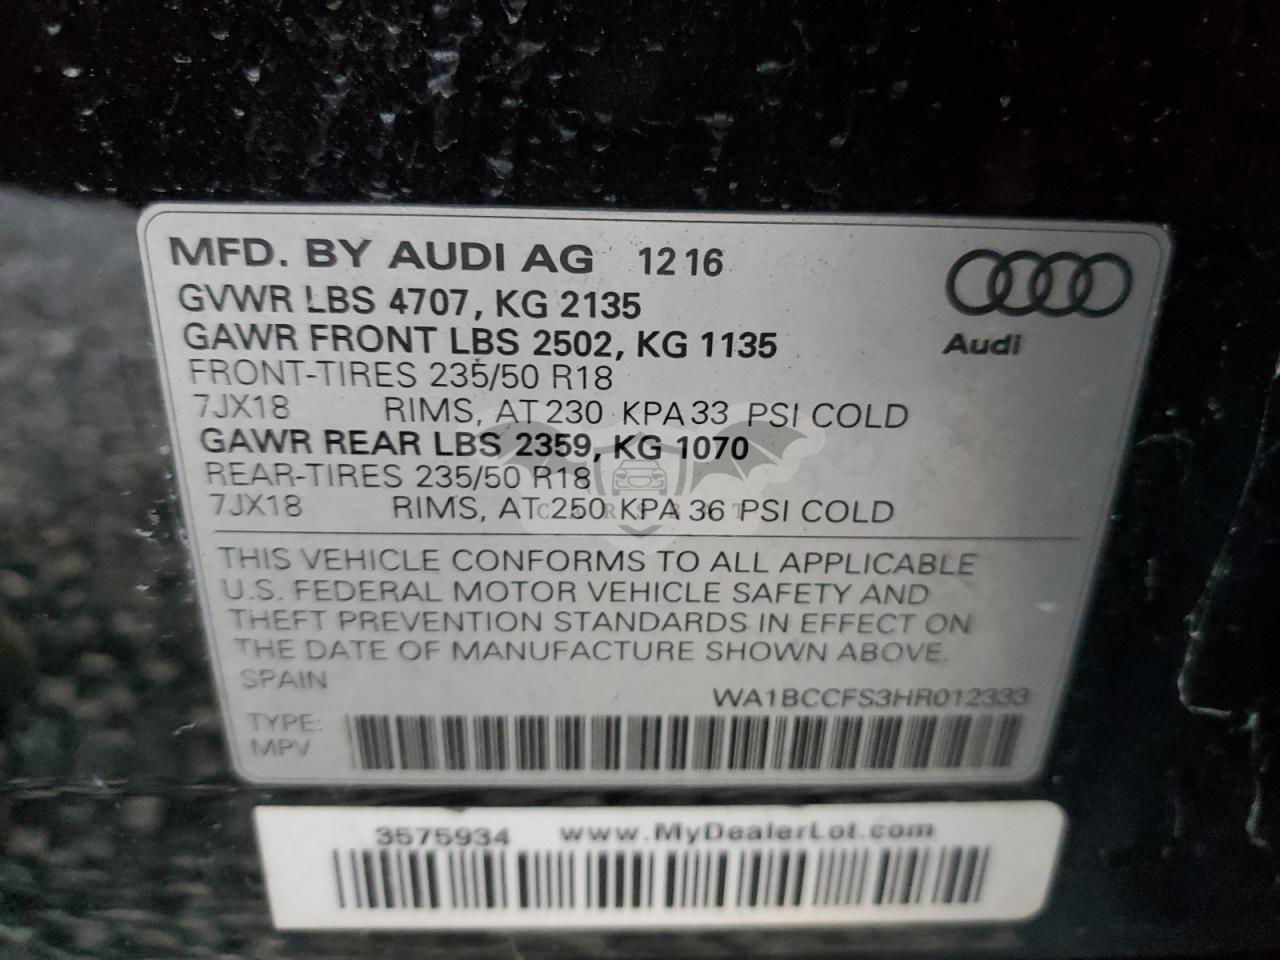 MFD. BY AUDI AG 12 16
GVWR LBS 4707, KG 2135
GAWR FRONT LBS 2502, KG 1135
Audi
FRONT-TIRES 235/50 R18
7JX18 RIMS, AT 230 KPA 33 PSI COLD
GAWR REAR LBS 2359, KG 1070
REAR-TIRES 235/50 R18
7JX18 RIMS, AT 250 KPA 36 PSI COLD
THIS VEHICLE CONFORMS TO ALL APPLICABLE
U.S. FEDERAL MOTOR VEHICLE SAFETY AND
THEFT PREVENTION STANDARDS IN EFFECT ON
THE DATE OF MANUFACTURE SHOWN ABOVE.
SPAIN
WA1BCCFS3HR012333
TYPE:
MPV
3575934 www.MyDealerLot.com